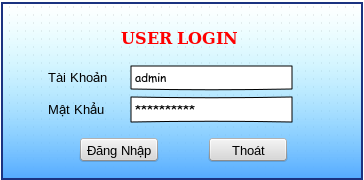 USER LOGIN
Tài Khoản admin
Mật Khẩu **********
Đăng Nhập Thoát